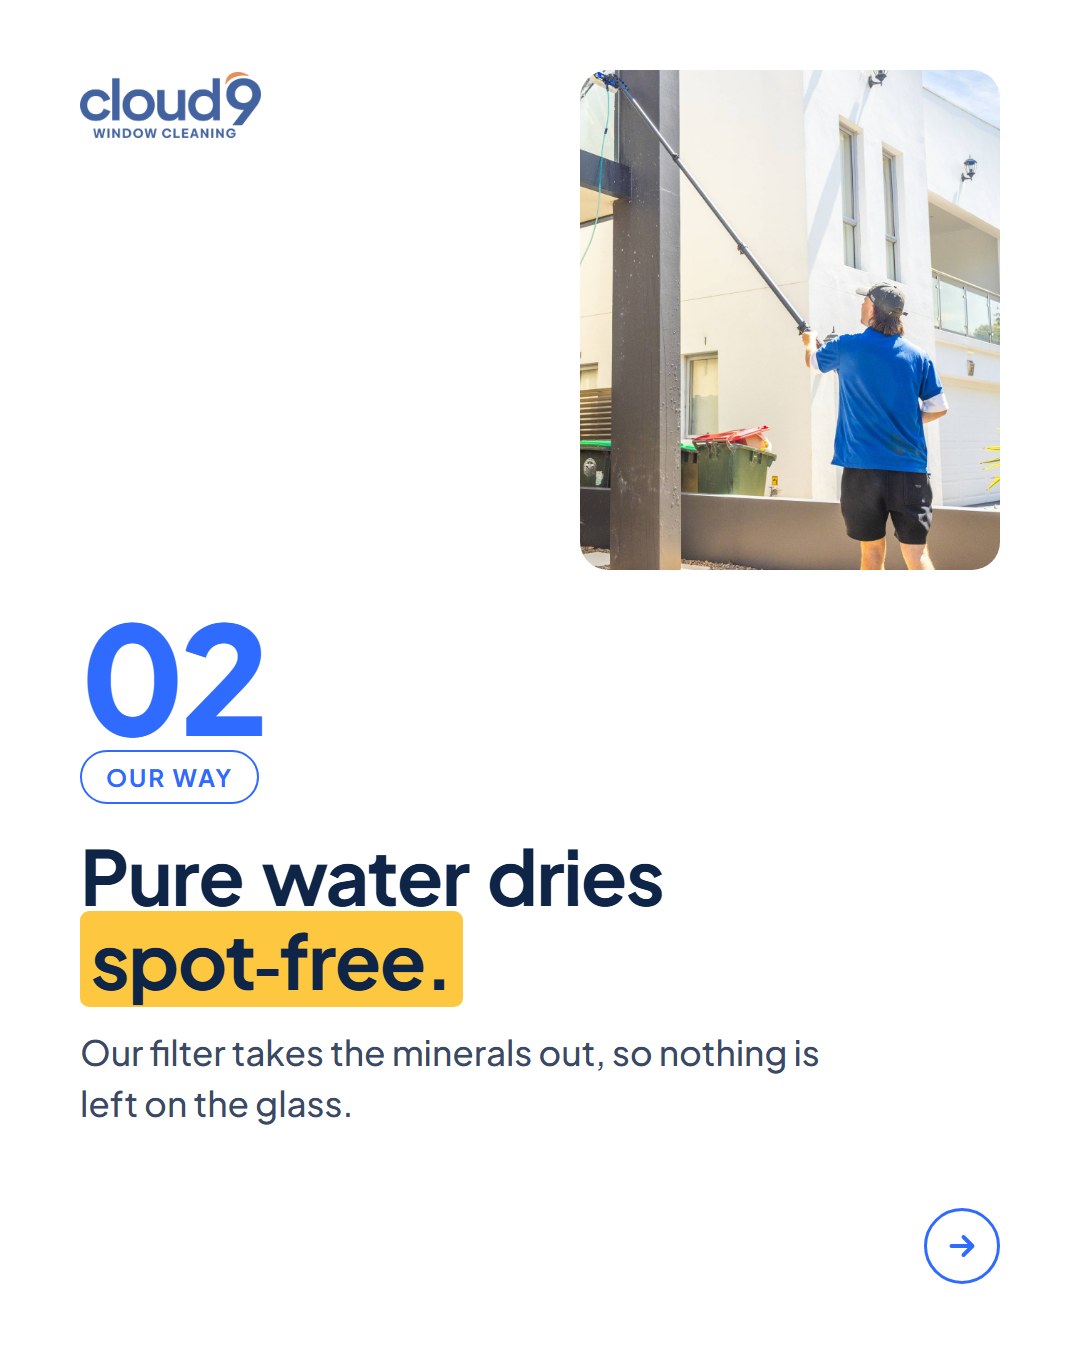 cloud9
WINDOW CLEANING
02
OUR WAY
Pure water dries
spot-free.
Our filter takes the minerals out, so nothing is
left on the glass.